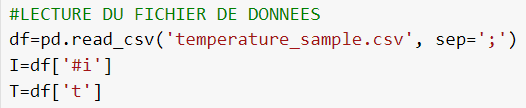 #LECTURE DU FICHIER DE DONNEES
df=pd.read_csv('temperature_sample.csv', sep=';')
I=df['#i']
T=df['t']